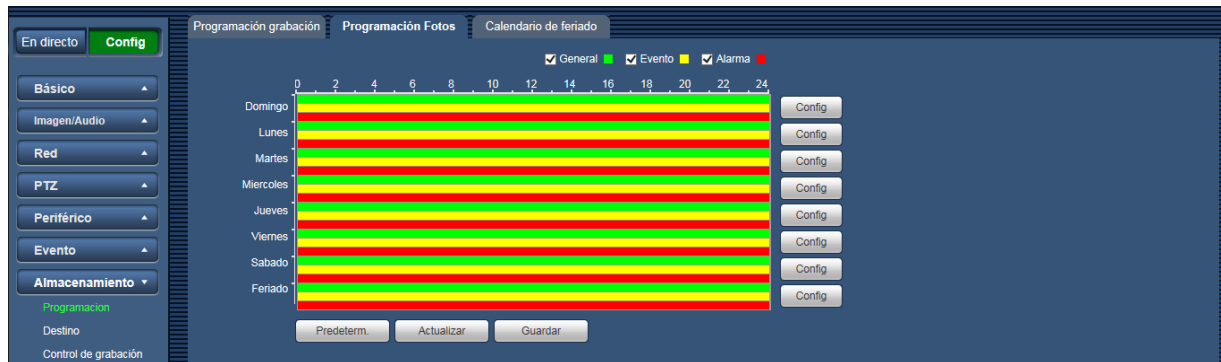 En directo Config
Programación grabación Programación Fotos Calendario de feriado
General Evento Alarma
0 2 4 6 8 10 12 14 16 18 20 22 24
Domingo Config
Lunes Config
Martes Config
Miercoles Config
Jueves Config
Viernes Config
Sabado Config
Feriado Config
Predeterm. Actualizar Guardar
Básico
Imagen/Audio
Red
PTZ
Periférico
Evento
Almacenamiento
Programacion
Destino
Control de grabación